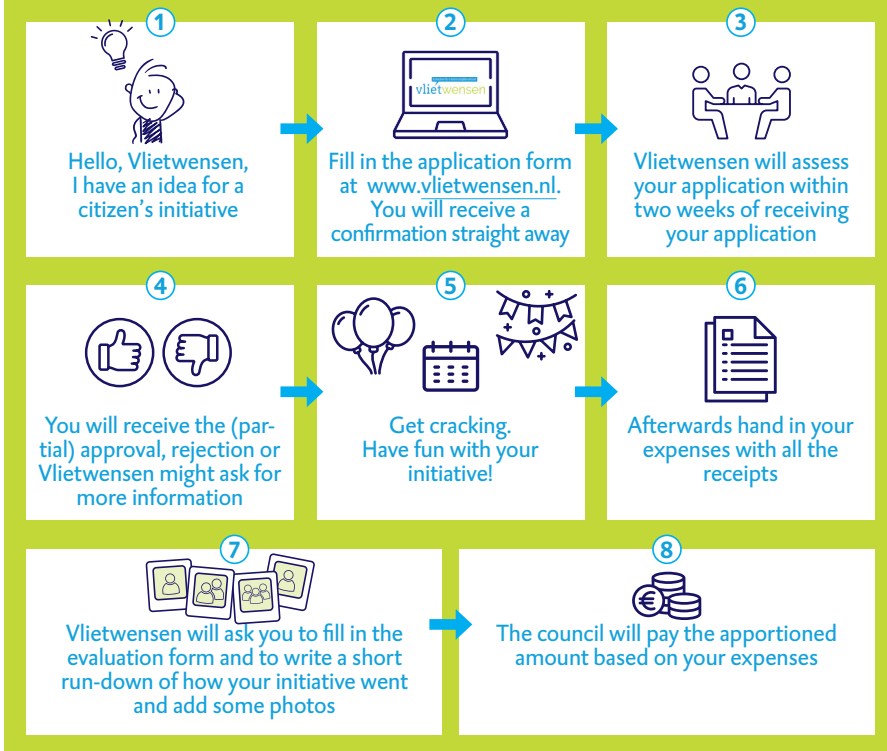 1
Hello, Vlietwensen,
I have an idea for a
citizen's initiative
2
vlietwensen
Fill in the application form
at www.vlietwensen.nl.
You will receive a
confirmation straight away
3
Vlietwensen will assess
your application within
two weeks of receiving
your application
4
You will receive the (par-
tial) approval, rejection or
Vlietwensen might ask for
more information
5
Get cracking.
Have fun with your
initiative!
6
Afterwards hand in your
expenses with all the
receipts
7
Vlietwensen will ask you to fill in the
evaluation form and to write a short
run-down of how your initiative went
and add some photos
8
€
The council will pay the apportioned
amount based on your expenses